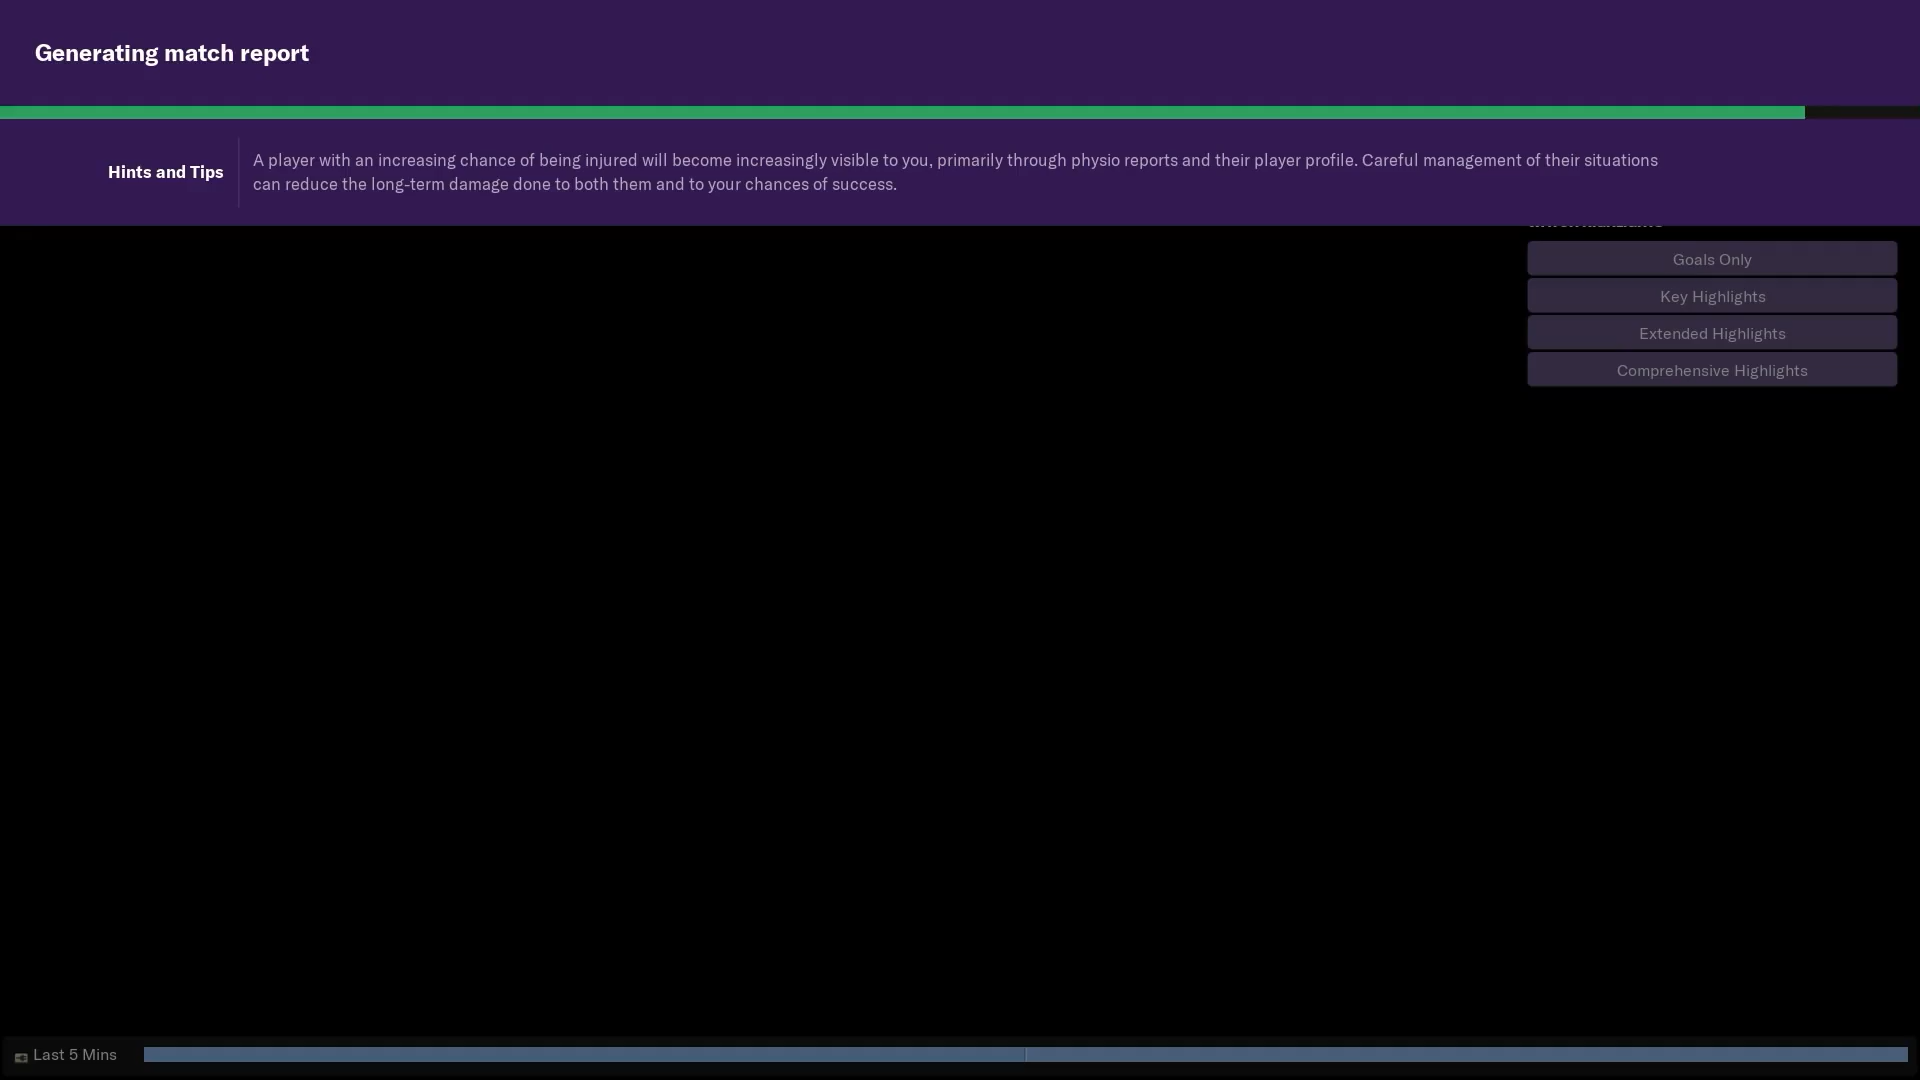 Generating match report
Hints and Tips
A player with an increasing chance of being injured will become increasingly visible to you, primarily through physio reports and their player profile. Careful management of their situations
can reduce the long-term damage done to both them and to your chances of success.
Goals Only
Key Highlights
Extended Highlights
Comprehensive Highlights
Last 5 Mins